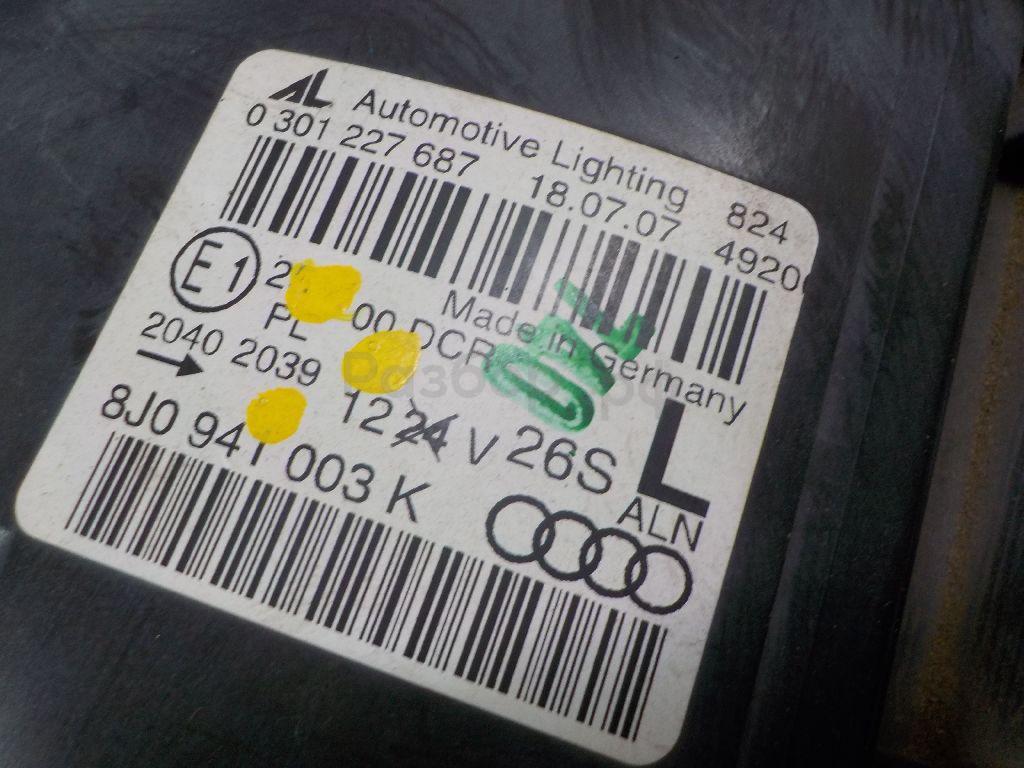 AL Automotive Lighting 824
0 301 227 687 18.07.07 4920
Made in Germany
E1 00 DCR
PL
2040 2039
12 24 V 26S L
8J0 941 003 K ALN